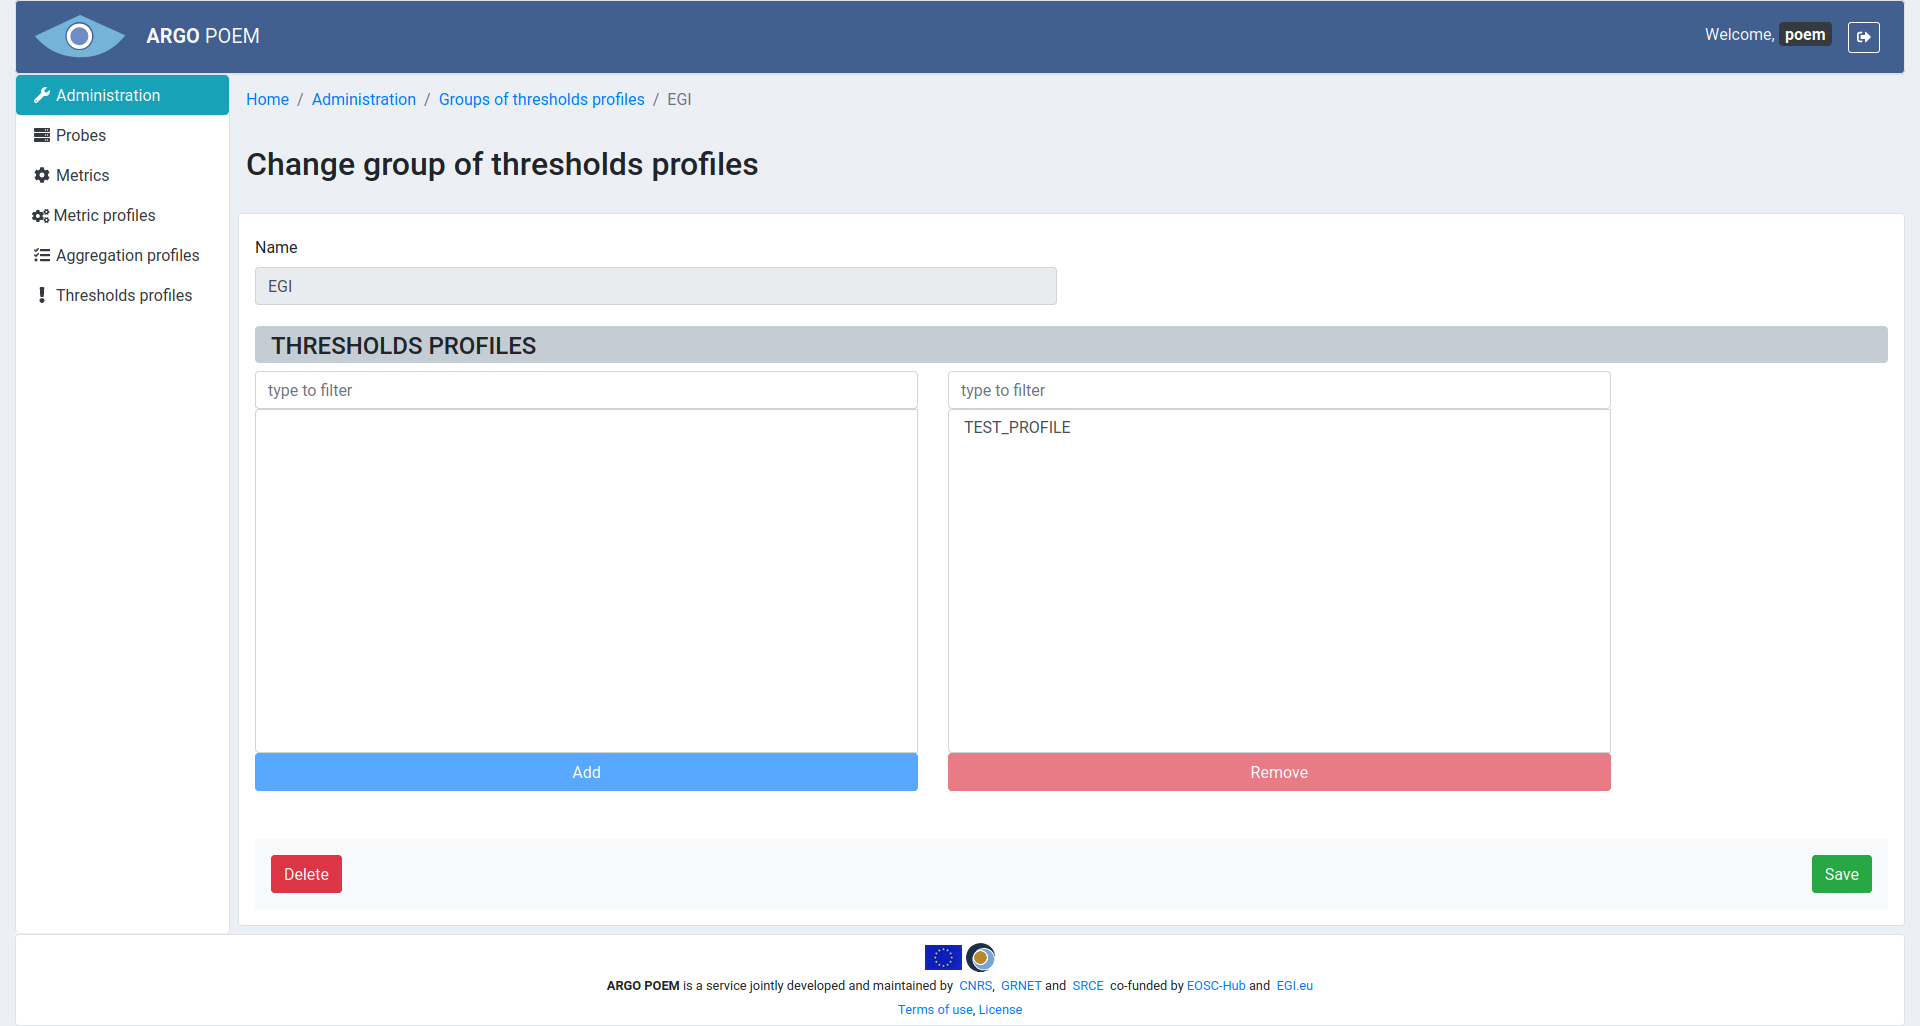 ARGO POEM
Welcome, poem
Administration
Probes
Metrics
Metric profiles
Aggregation profiles
Thresholds profiles
Home / Administration / Groups of thresholds profiles / EGI
Change group of thresholds profiles
Name
EGI
THRESHOLDS PROFILES
type to filter
type to filter
TEST_PROFILE
Add
Remove
Delete
Save
ARGO POEM is a service jointly developed and maintained by CNRS, GRNET and SRCE co-funded by EOSC-Hub and EGI.eu
Terms of use, License